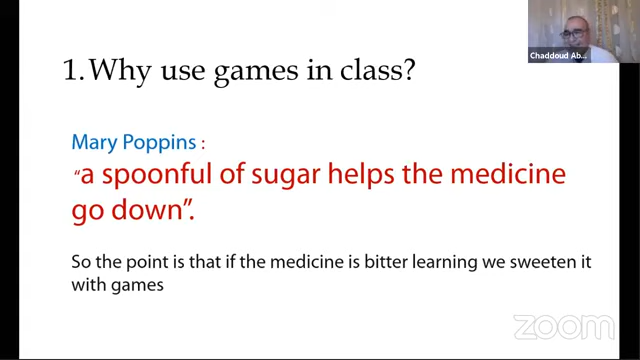 Chaddoud Ab...
1. Why use games in class?
Mary Poppins :
“a spoonful of sugar helps the medicine
go down”.
So the point is that if the medicine is bitter learning we sweeten it
with games
zoom